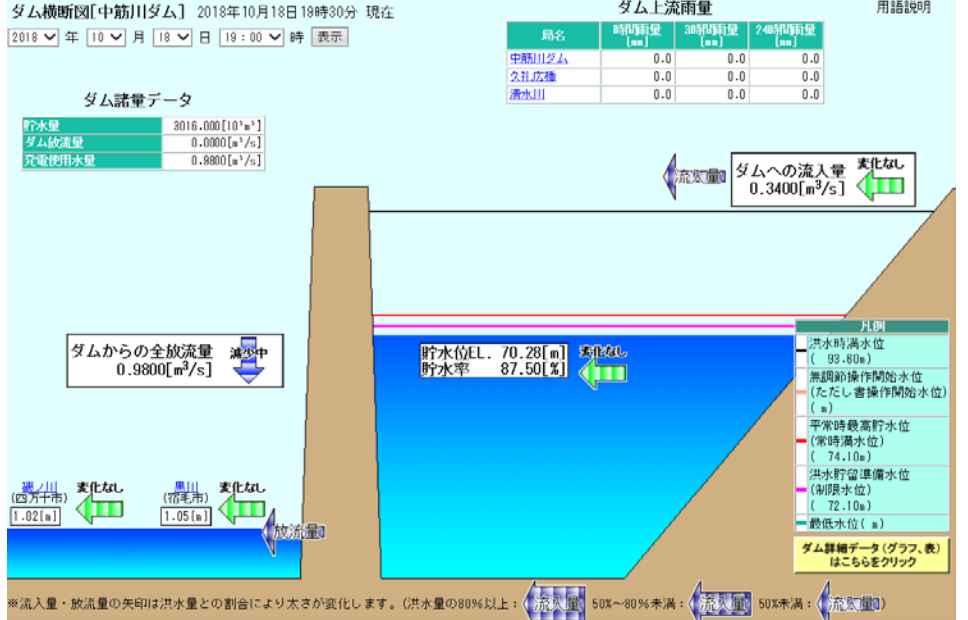 ダム横断図[中筋川ダム] 2018年10月18日19時30分 現在
2018 年 10 月 18 日 19:00 時 表示
ダム上流雨量
用語説明
局名 時間雨量[mm] 3時間雨量[mm] 24時間雨量[mm]
中筋川ダム 0.0 0.0 0.0
久礼広橋 0.0 0.0 0.0
清水川 0.0 0.0 0.0
ダム諸量データ
貯水量 3016.000[10³m³]
ダム放流量 0.0000[m³/s]
発電使用水量 0.9800[m³/s]
流入量
ダムへの流入量 変化なし
0.3400[m³/s]
ダムからの全放流量 減少中
0.9800[m³/s]
貯水位EL. 70.28[m] 変化なし
貯水率 87.50[%]
凡例
洪水時満水位
( 93.60m)
無調節操作開始水位
(ただし書操作開始水位)
( m)
平常時最高貯水位
(常時満水位)
( 74.10m)
洪水貯留準備水位
(制限水位)
( 72.10m)
最低水位( m)
磯ノ川 変化なし
(四万十市)
1.02[m]
黒川 変化なし
(宿毛市)
1.05[m]
放流量
ダム詳細データ(グラフ、表)
はこちらをクリック
※流入量・放流量の矢印は洪水量との割合により太さが変化します。(洪水量の80%以上: 流入量 50%~80%未満: 流入量 50%未満: 流入量)